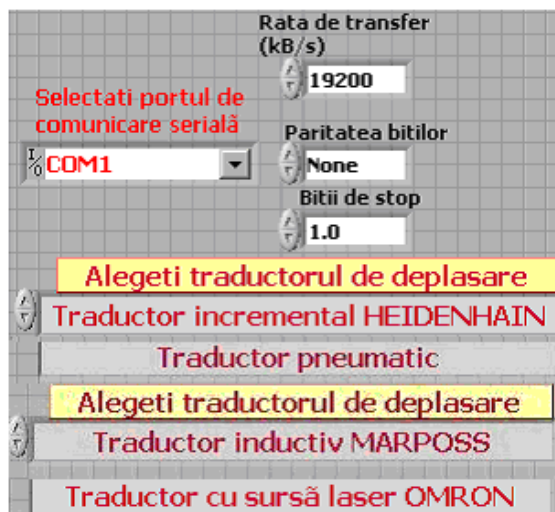 Rata de transfer
(kB/s)
19200
Selectati portul de
comunicare serială
I/O COM1
Paritatea bitilor
None
Bitii de stop
1.0
Alegeti traductorul de deplasare
Traductor incremental HEIDENHAIN
Traductor pneumatic
Alegeti traductorul de deplasare
Traductor inductiv MARPOSS
Traductor cu sursã laser OMRON